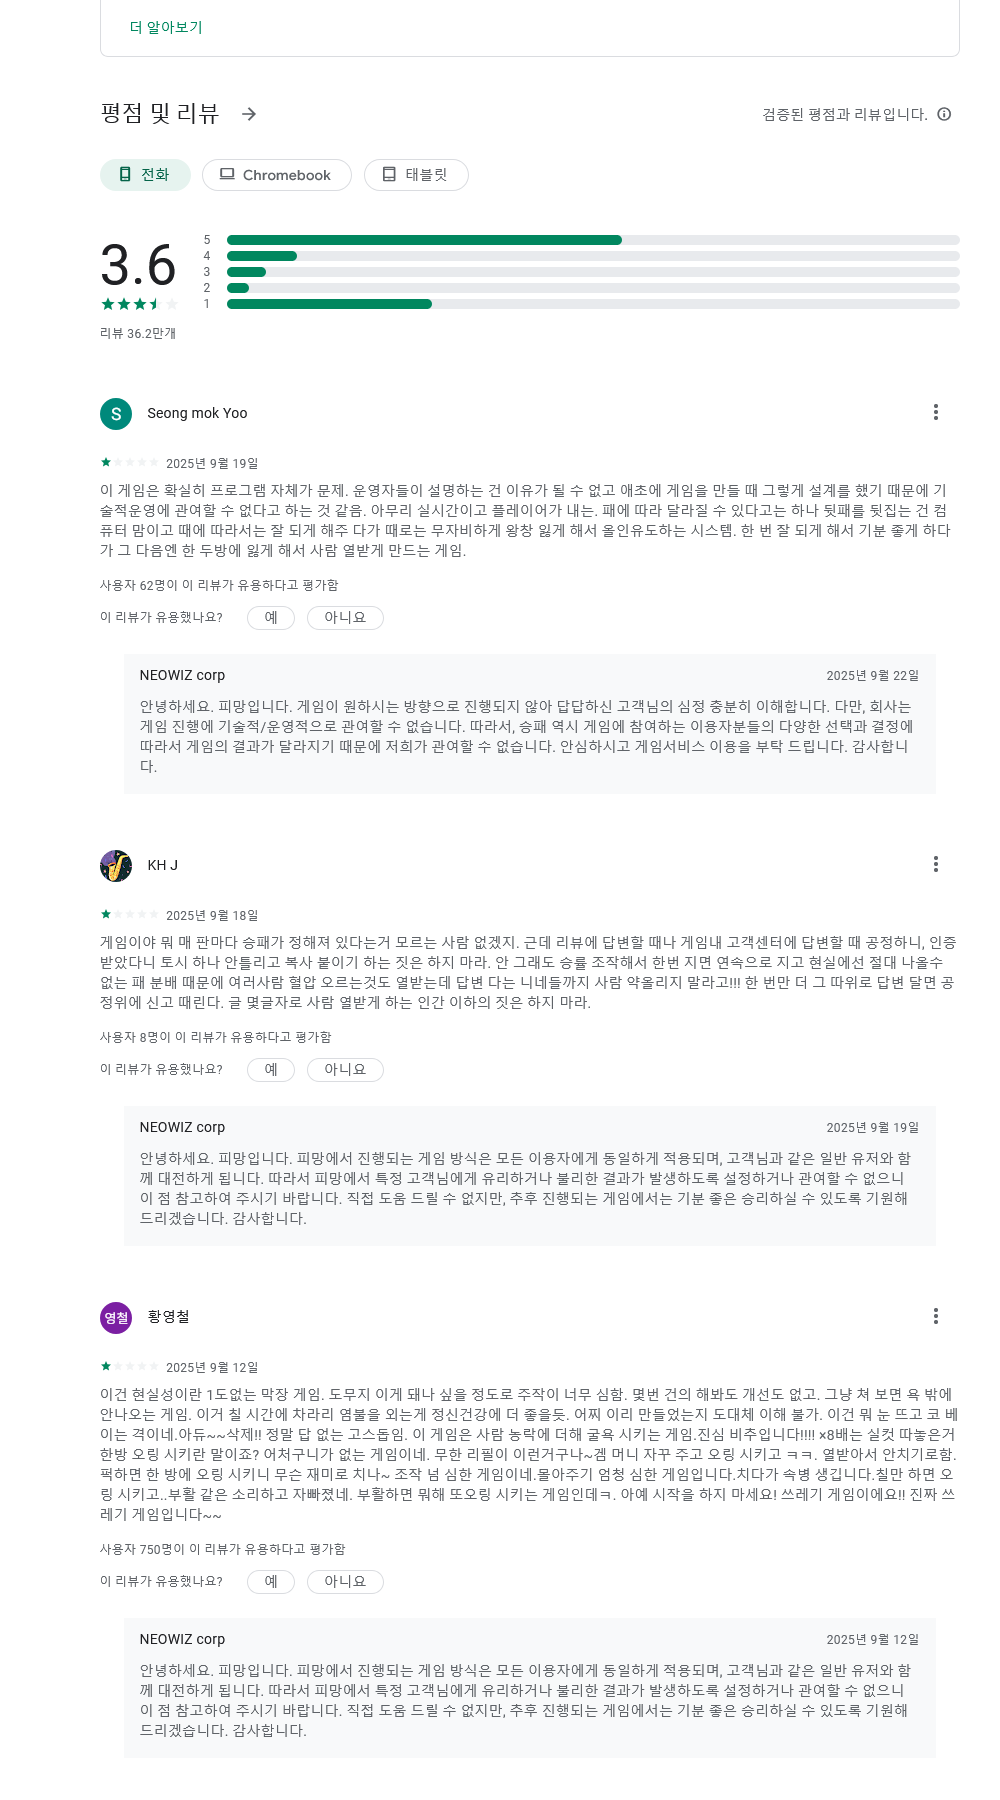 더 알아보기
평점 및 리뷰
검증된 평점과 리뷰입니다.
전화
Chromebook
태블릿
3.6
5
4
3
2
1
리뷰 36.2만개
S
Seong mok Yoo
2025년 9월 19일
이 게임은 확실히 프로그램 자체가 문제. 운영자들이 설명하는 건 이유가 될 수 없고 애초에 게임을 만들 때 그렇게 설계를 했기 때문에 기
술적운영에 관여할 수 없다고 하는 것 같음. 아무리 실시간이고 플레이어가 내는. 패에 따라 달라질 수 있다고는 하나 뒷패를 뒷집는 건 컴
퓨터 맘이고 때에 따라서는 잘 되게 해주 다가 때로는 무자비하게 왕창 잃게 해서 올인유도하는 시스템. 한 번 잘 되게 해서 기분 좋게 하다
가 그 다음엔 한 두방에 잃게 해서 사람 열받게 만드는 게임.
사용자 62명이 이 리뷰가 유용하다고 평가함
이 리뷰가 유용했나요?
예
아니요
NEOWIZ corp
2025년 9월 22일
안녕하세요. 피망입니다. 게임이 원하시는 방향으로 진행되지 않아 답답하신 고객님의 심정 충분히 이해합니다. 다만, 회사는
게임 진행에 기술적/운영적으로 관여할 수 없습니다. 따라서, 승패 역시 게임에 참여하는 이용자분들의 다양한 선택과 결정에
따라서 게임의 결과가 달라지기 때문에 저희가 관여할 수 없습니다. 안심하시고 게임서비스 이용을 부탁 드립니다. 감사합니
다.
KH J
2025년 9월 18일
게임이야 뭐 매 판마다 승패가 정해져 있다는거 모르는 사람 없겠지. 근데 리뷰에 답변할 때나 게임내 고객센터에 답변할 때 공정하니, 인증
받았다니 토시 하나 안틀리고 복사 붙이기 하는 짓은 하지 마라. 안 그래도 승률 조작해서 한번 지면 연속으로 지고 현실에선 절대 나올수
없는 패 분배 때문에 여러사람 혈압 오르는것도 열받는데 답변 다는 니네들까지 사람 약올리지 말라고!!! 한 번만 더 그 따위로 답변 달면 공
정위에 신고 때린다. 글 몇글자로 사람 열받게 하는 인간 이하의 짓은 하지 마라.
사용자 8명이 이 리뷰가 유용하다고 평가함
이 리뷰가 유용했나요?
예
아니요
NEOWIZ corp
2025년 9월 19일
안녕하세요. 피망입니다. 피망에서 진행되는 게임 방식은 모든 이용자에게 동일하게 적용되며, 고객님과 같은 일반 유저와 함
께 대전하게 됩니다. 따라서 피망에서 특정 고객님에게 유리하거나 불리한 결과가 발생하도록 설정하거나 관여할 수 없으니
이 점 참고하여 주시기 바랍니다. 직접 도움 드릴 수 없지만, 추후 진행되는 게임에서는 기분 좋은 승리하실 수 있도록 기원해
드리겠습니다. 감사합니다.
영철
황영철
2025년 9월 12일
이건 현실성이란 1도없는 막장 게임. 도무지 이게 돼나 싶을 정도로 주작이 너무 심함. 몇번 건의 해봐도 개선도 없고. 그냥 쳐 보면 욕 밖에
안나오는 게임. 이거 칠 시간에 차라리 염불을 외는게 정신건강에 더 좋을듯. 어찌 이리 만들었는지 도대체 이해 불가. 이건 뭐 눈 뜨고 코 베
이는 격이네.아듀~~삭제!! 정말 답 없는 고스돕임. 이 게임은 사람 농락에 더해 굴욕 시키는 게임.진심 비추입니다!!!! ×8배는 실컷 따놓은거
한방 오링 시키란 말이죠? 어처구니가 없는 게임이네. 무한 리필이 이런거구나~겜 머니 자꾸 주고 오링 시키고 ㅋㅋ. 열받아서 안치기로함.
퍽하면 한 방에 오링 시키니 무슨 재미로 치나~ 조작 넘 심한 게임이네.몰아주기 엄청 심한 게임입니다.치다가 속병 생깁니다.칠만 하면 오
링 시키고..부활 같은 소리하고 자빠졌네. 부활하면 뭐해 또오링 시키는 게임인데ㅋ. 아예 시작을 하지 마세요! 쓰레기 게임이에요!! 진짜 쓰
레기 게임입니다~~
사용자 750명이 이 리뷰가 유용하다고 평가함
이 리뷰가 유용했나요?
예
아니요
NEOWIZ corp
2025년 9월 12일
안녕하세요. 피망입니다. 피망에서 진행되는 게임 방식은 모든 이용자에게 동일하게 적용되며, 고객님과 같은 일반 유저와 함
께 대전하게 됩니다. 따라서 피망에서 특정 고객님에게 유리하거나 불리한 결과가 발생하도록 설정하거나 관여할 수 없으니
이 점 참고하여 주시기 바랍니다. 직접 도움 드릴 수 없지만, 추후 진행되는 게임에서는 기분 좋은 승리하실 수 있도록 기원해
드리겠습니다. 감사합니다.